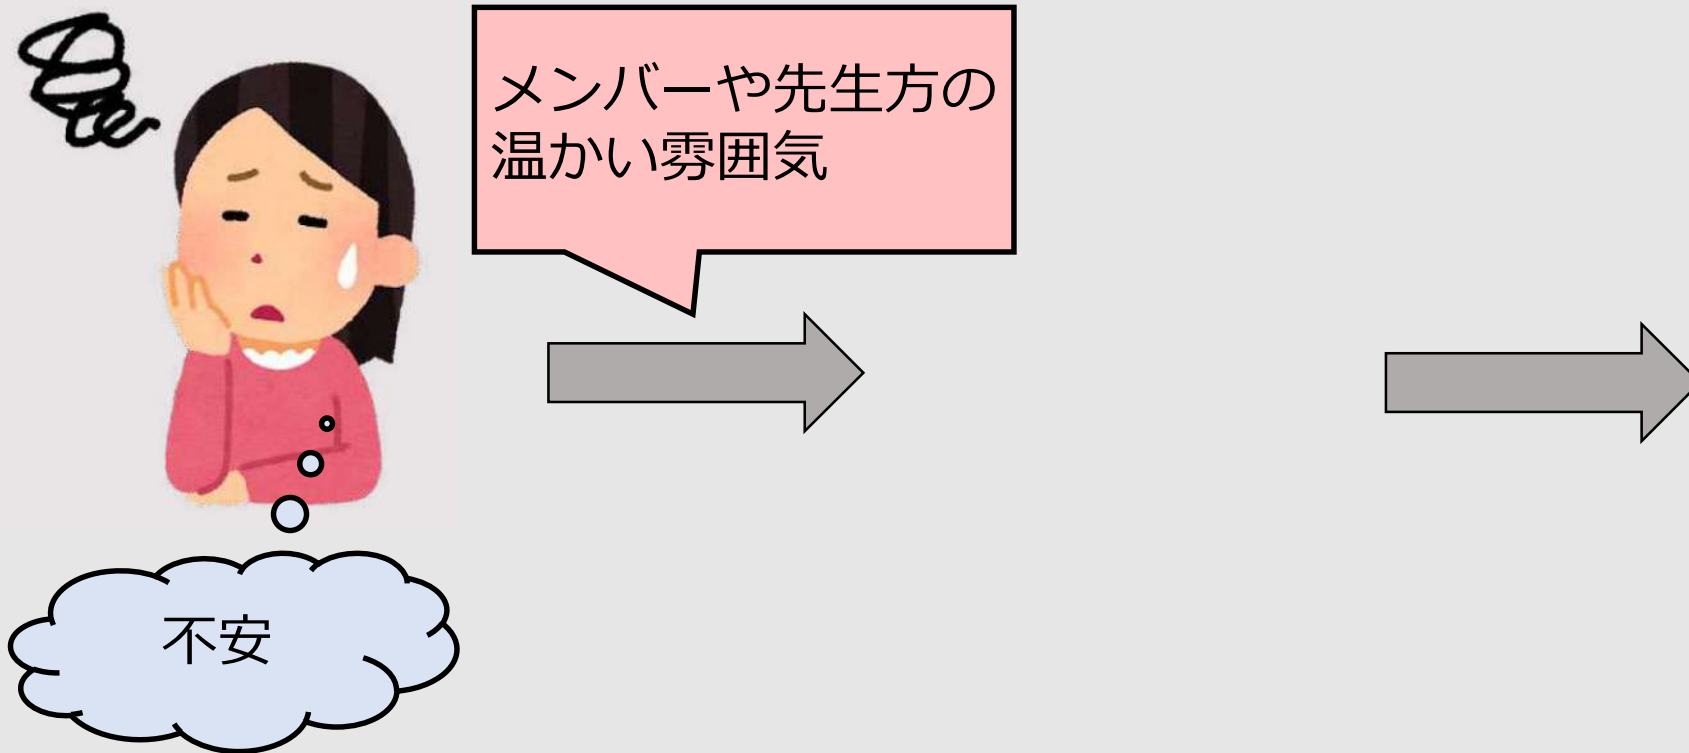 メンバーや先生方の
温かい雰囲気
不安